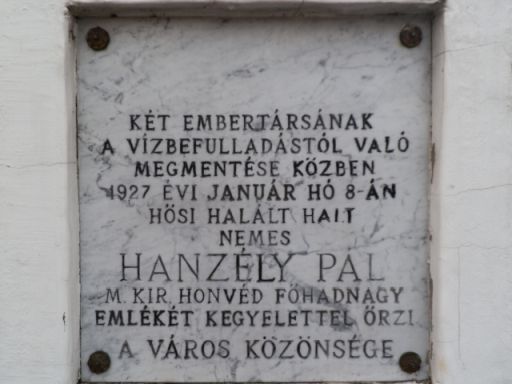 KÉT EMBERTÁRSÁNAK
A VÍZBEFULLADÁSTÓL VALÓ
MEGMENTÉSE KÖZBEN
1927 ÉVI JANUÁR HÓ 8-ÁN
HŐSI HALÁLT HALT
NEMES
HANZÉLY PÁL
M. KIR. HONVÉD FŐHADNAGY
EMLÉKÉT KEGYELETTEL ŐRZI
A VÁROS KÖZÖNSÉGE